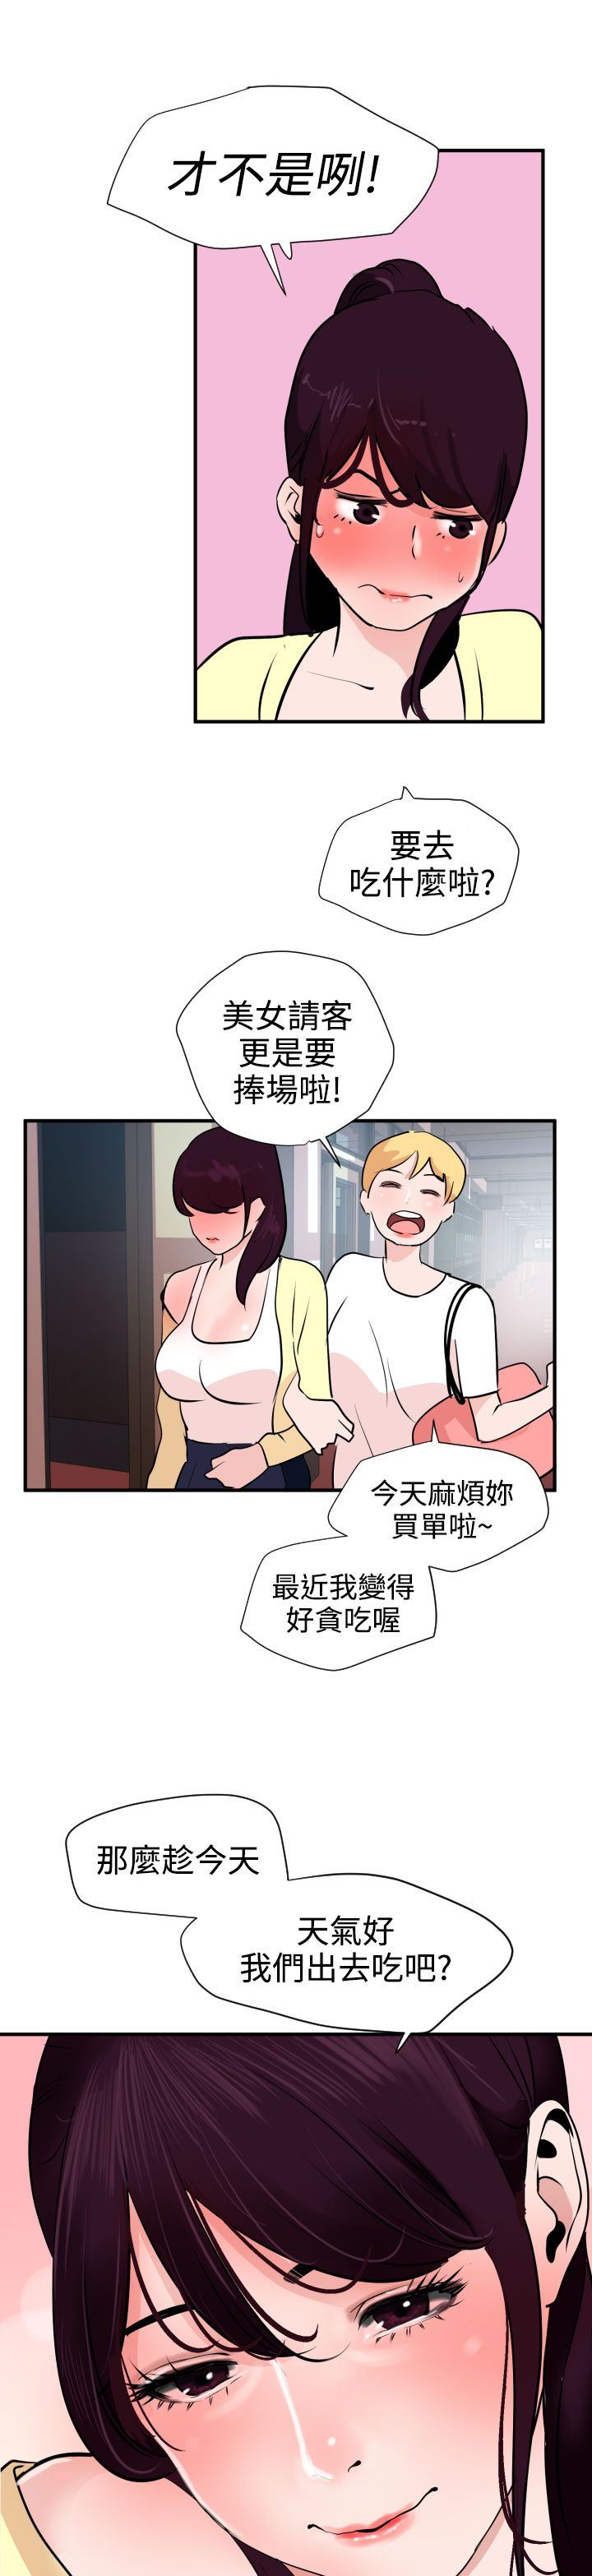 才不是咧!
要去
吃什麼啦?
美女請客
更是要
捧場啦!
今天麻煩妳
買單啦~
最近我變得
好貪吃喔
那麼趁今天
天氣好
我們出去吃吧?